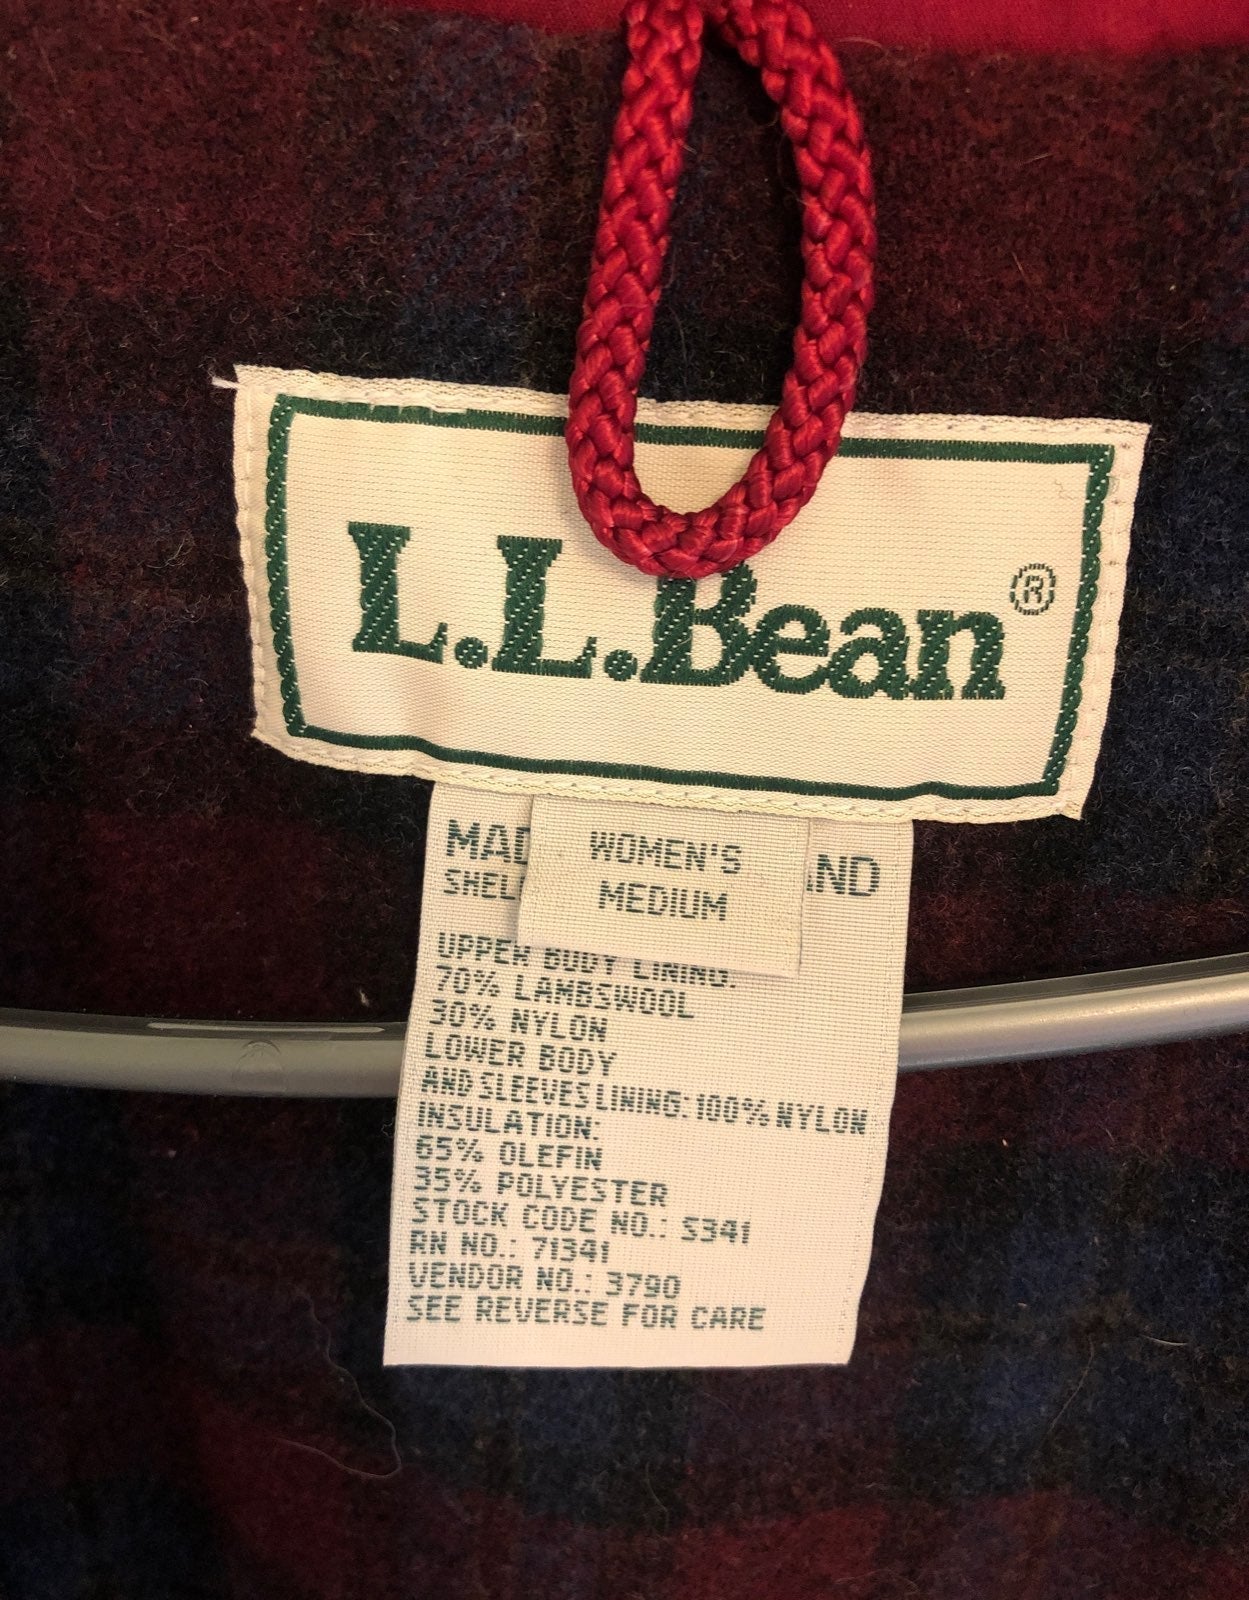 L.L.Bean®
WOMEN'S
MEDIUM
UPPER BODY LINING:
70% LAMBSWOOL
30% NYLON
LOWER BODY
AND SLEEVES LINING: 100% NYLON
INSULATION:
65% OLEFIN
35% POLYESTER
STOCK CODE NO.: 5341
RN NO.: 71341
VENDOR NO.: 3790
SEE REVERSE FOR CARE